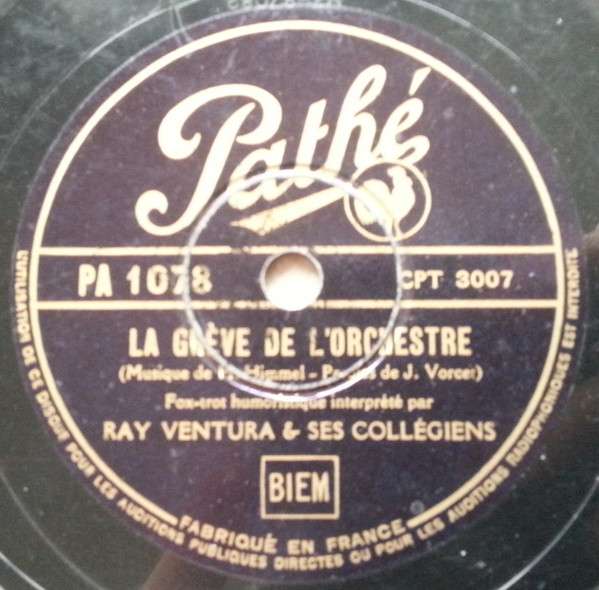 Pathé
PA 1078
CPT 3007
LA GRÈVE DE L'ORCHESTRE
(Musique de Himmel - Paroles de J. Vorcet)
Fox-trot humoristique interprété par
RAY VENTURA & SES COLLÉGIENS
BIEM
FABRIQUÉ EN FRANCE
L'UTILISATION DE CE DISQUE POUR LES AUDITIONS PUBLIQUES DIRECTES OU POUR LES AUDITIONS RADIOPHONIQUES EST INTERDITE